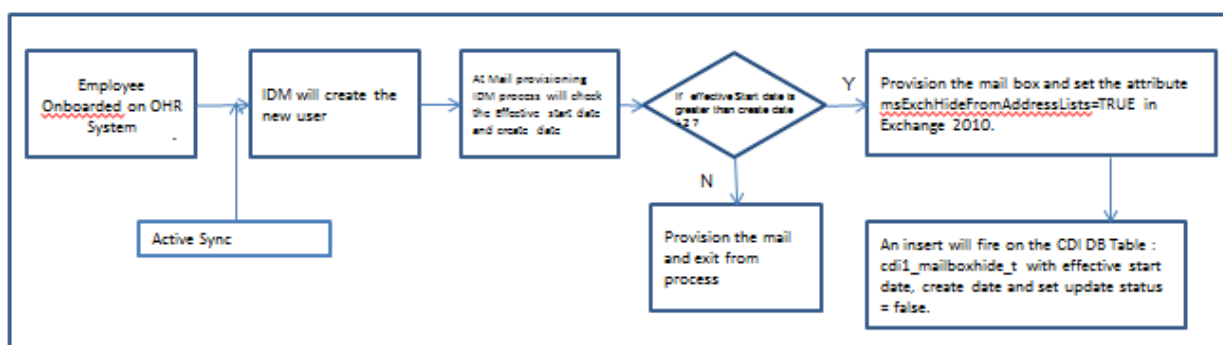 Employee
Onboarded on OHR
System
.
IDM will create the
new user
At Mail provisioning
IDM process will check
the effective start date
and create date
If effective Start date is
greater than create date
+2 ?
Y
Provision the mail box and set the attribute
msExchHideFromAddressLists=TRUE in
Exchange 2010.
N
Active Sync
Provision the mail
and exit from
process
An insert will fire on the CDI DB Table :
cdi1_mailboxhide_t with effective start
date, create date and set update status
= false.